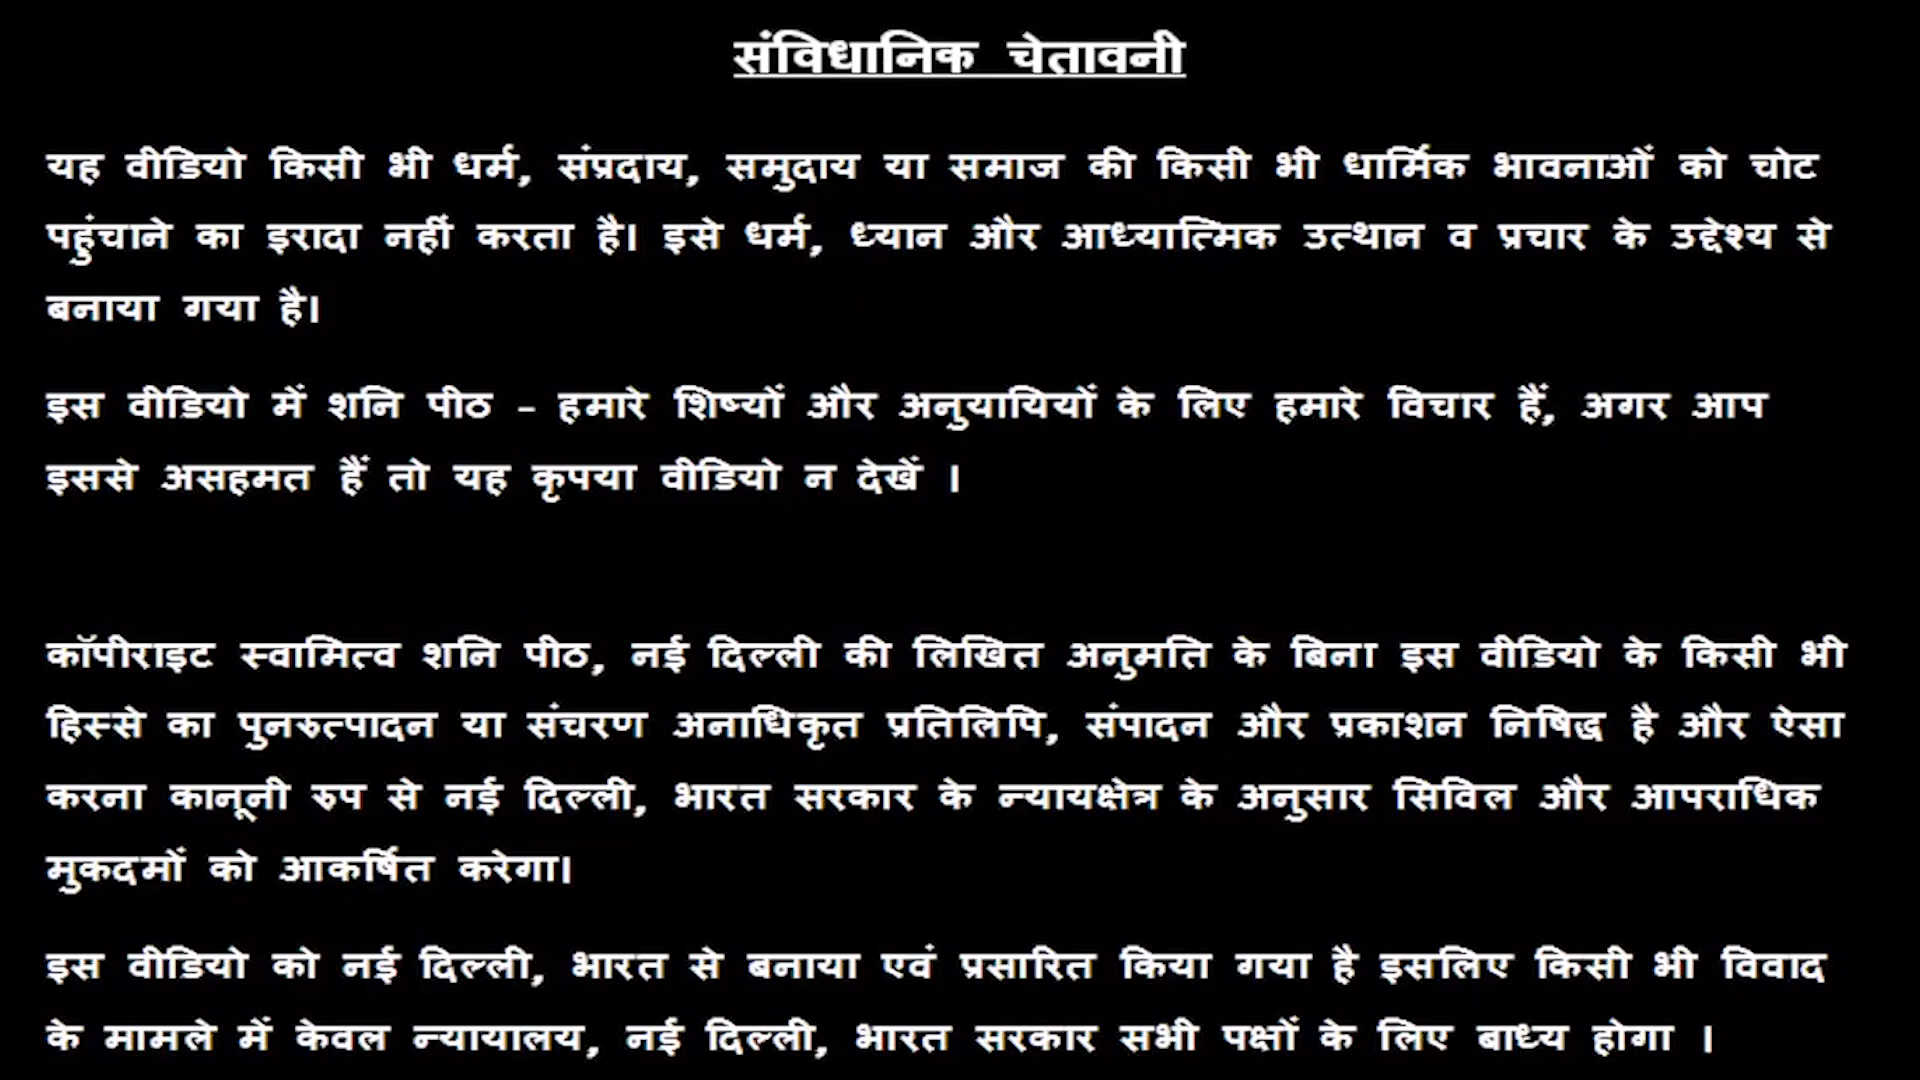 संविधानिक चेतावनी
यह वीडियो किसी भी धर्म, संप्रदाय, समुदाय या समाज की किसी भी धार्मिक भावनाओं को चोट
पहुंचाने का इरादा नहीं करता है। इसे धर्म, ध्यान और आध्यात्मिक उत्थान व प्रचार के उद्देश्य से
बनाया गया है।
इस वीडियो में शनि पीठ – हमारे शिष्यों और अनुयायियों के लिए हमारे विचार हैं, अगर आप
इससे असहमत हैं तो यह कृपया वीडियो न देखें ।
कॉपीराइट स्वामित्व शनि पीठ, नई दिल्ली की लिखित अनुमति के बिना इस वीडियो के किसी भी
हिस्से का पुनरुत्पादन या संचरण अनाधिकृत प्रतिलिपि, संपादन और प्रकाशन निषिद्ध है और ऐसा
करना कानूनी रुप से नई दिल्ली, भारत सरकार के न्यायक्षेत्र के अनुसार सिविल और आपराधिक
मुकदमों को आकर्षित करेगा।
इस वीडियो को नई दिल्ली, भारत से बनाया एवं प्रसारित किया गया है इसलिए किसी भी विवाद
के मामले में केवल न्यायालय, नई दिल्ली, भारत सरकार सभी पक्षों के लिए बाध्य होगा ।